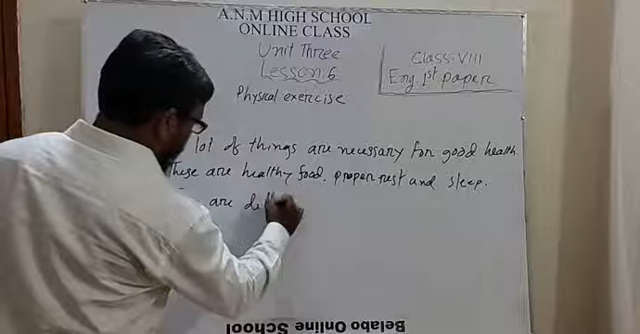 A.N.M HIGH SCHOOL
ONLINE CLASS
Unit Three
Lesson: 6
Physical exercise
Class-VIII
Eng. 1st paper
lot of things are necessary for good health
These are healthy food, proper rest and sleep.
are
Belabo Online School